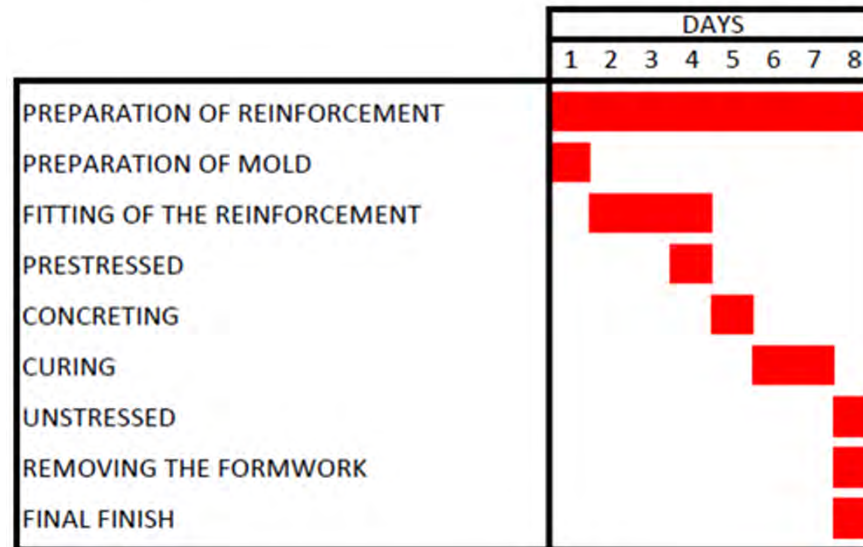 DAYS
1 2 3 4 5 6 7 8
PREPARATION OF REINFORCEMENT
PREPARATION OF MOLD
FITTING OF THE REINFORCEMENT
PRESTRESSED
CONCRETING
CURING
UNSTRESSED
REMOVING THE FORMWORK
FINAL FINISH